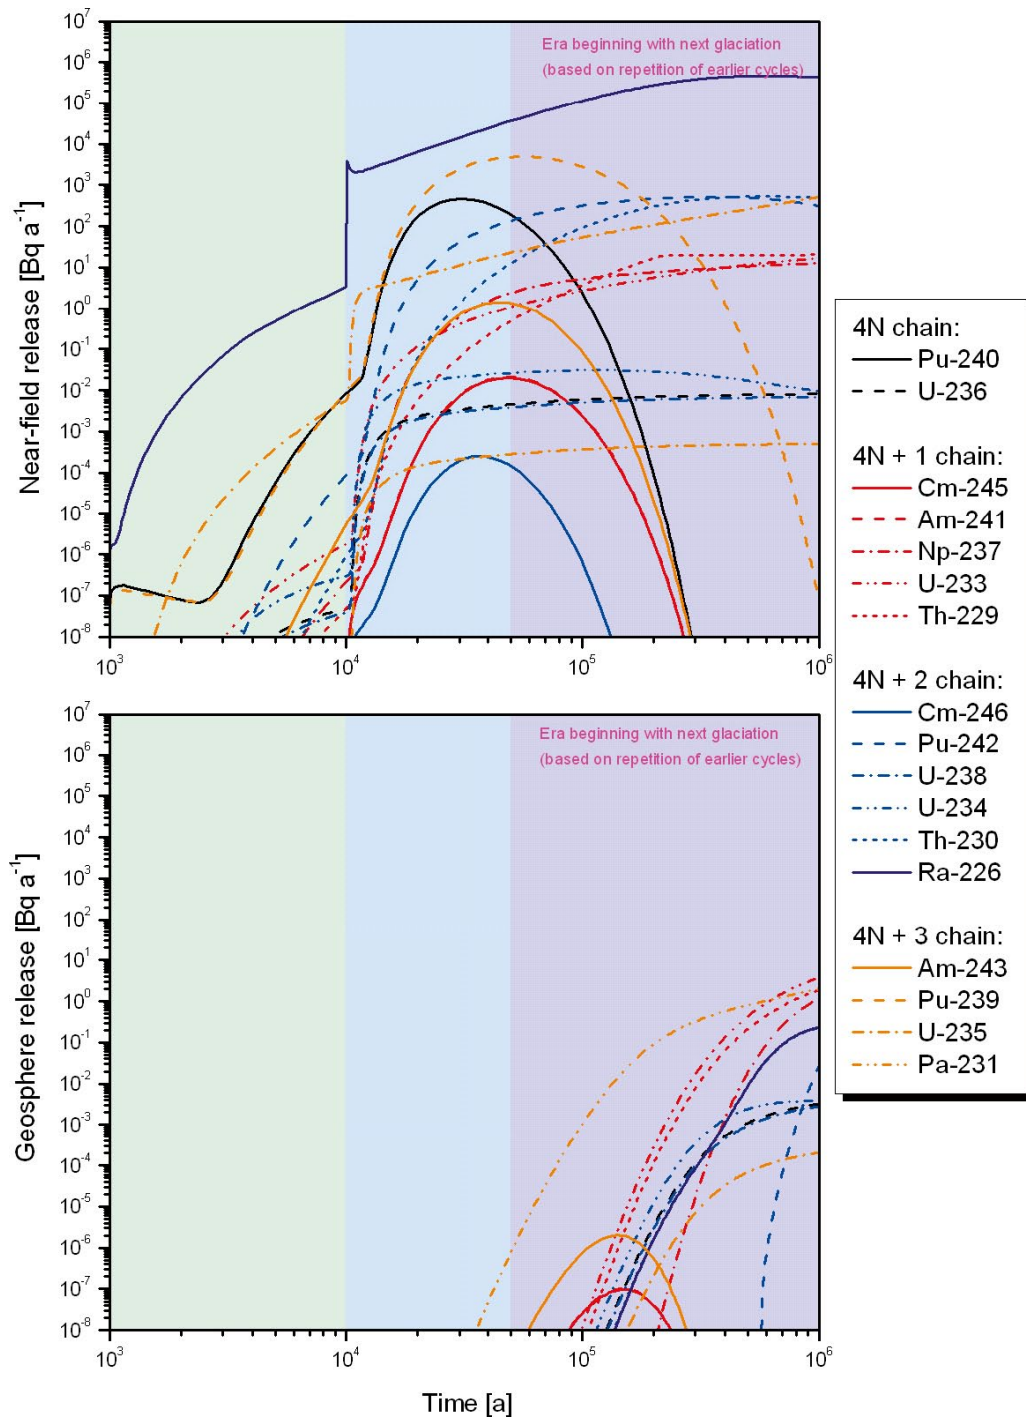 10^7
Era beginning with next glaciation
(based on repetition of earlier cycles)
10^6
10^5
10^4
10^3
10^2
10^1
10^0
10^-1
10^-2
10^-3
10^-4
10^-5
10^-6
10^-7
10^-8
Near-field release [Bq a^-1]
10^3
10^4
10^5
10^6
10^7
Era beginning with next glaciation
(based on repetition of earlier cycles)
10^6
10^5
10^4
10^3
10^2
10^1
10^0
10^-1
10^-2
10^-3
10^-4
10^-5
10^-6
10^-7
10^-8
Geosphere release [Bq a^-1]
10^3
10^4
10^5
10^6
Time [a]
4N chain:
Pu-240
U-236
4N + 1 chain:
Cm-245
Am-241
Np-237
U-233
Th-229
4N + 2 chain:
Cm-246
Pu-242
U-238
U-234
Th-230
Ra-226
4N + 3 chain:
Am-243
Pu-239
U-235
Pa-231